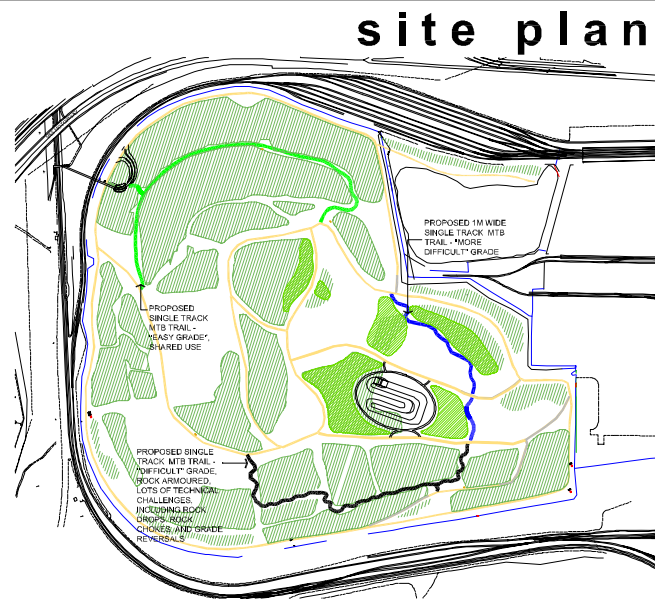 site plan
PROPOSED 1M WIDE
SINGLE TRACK MTB
TRAIL - "MORE
DIFFICULT" GRADE
PROPOSED
SINGLE TRACK
MTB TRAIL -
"EASY GRADE",
SHARED USE
PROPOSED SINGLE
TRACK MTB TRAIL -
"DIFFICULT" GRADE,
ROCK ARMOURED,
LOTS OF TECHNICAL
CHALLENGES,
INCLUDING ROCK
DROPS, ROCK
CHOKES, AND GRADE
REVERSALS